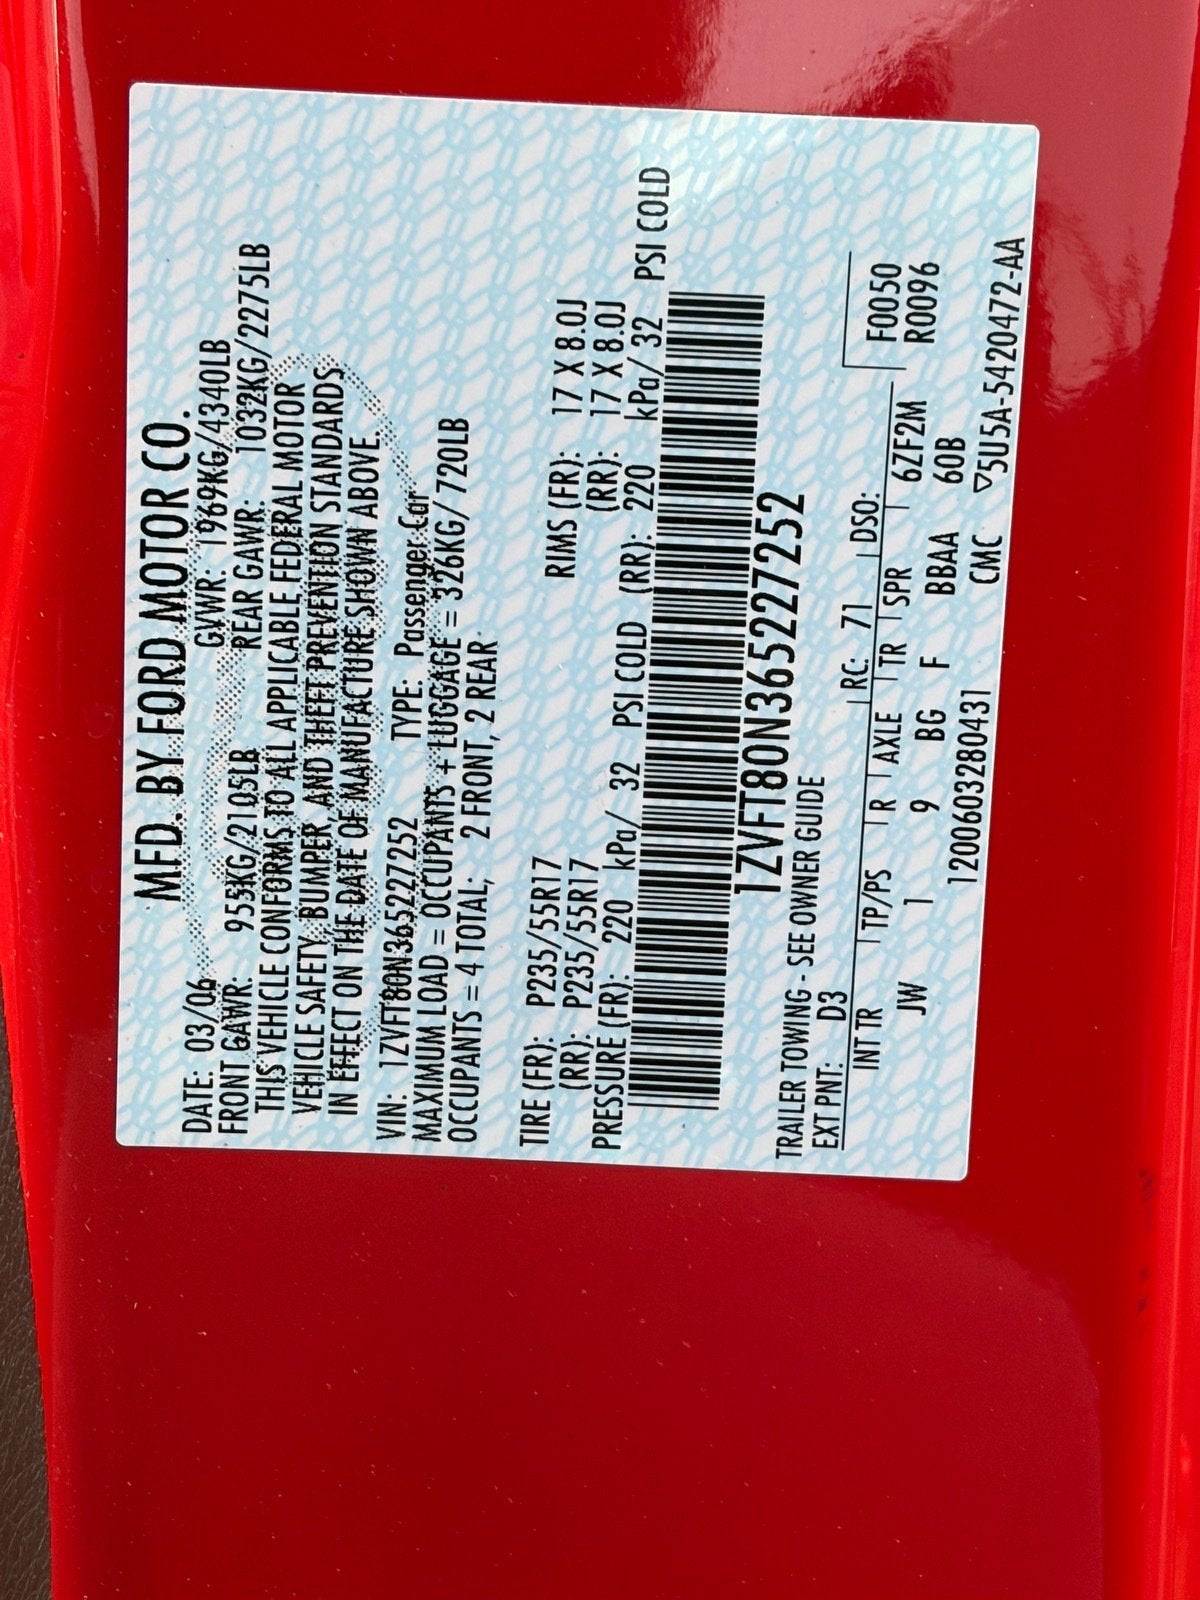 MFD. BY FORD MOTOR CO.
DATE: 03/06 GVWR: 1969KG/4340LB
FRONT GAWR: 955KG/2105LB REAR GAWR: 1032KG/2275LB
THIS VEHICLE CONFORMS TO ALL APPLICABLE FEDERAL MOTOR
VEHICLE SAFETY, BUMPER, AND THEFT PREVENTION STANDARDS
IN EFFECT ON THE DATE OF MANUFACTURE SHOWN ABOVE.
VIN: 1ZVFT80N365227252 TYPE: Passenger Car
MAXIMUM LOAD = OCCUPANTS + LUGGAGE = 326KG/ 720LB
OCCUPANTS = 4 TOTAL; 2 FRONT, 2 REAR
TIRE (FR): P235/55R17 RIMS (FR): 17 X 8.0J
(RR): P235/55R17 (RR): 17 X 8.0J
PRESSURE (FR): 220 kPa/ 32 PSI COLD (RR): 220 kPa/ 32 PSI COLD
1ZVFT80N365227252
TRAILER TOWING - SEE OWNER GUIDE
EXT PNT: D3 RC: 71 DSO: F0050
INT TR TP/PS R AXLE TR SPR 6ZF2M R0096
JW 1 9 BG F BBAA 60B
120060328O431 CMC ▽5U5A-5420472-AA